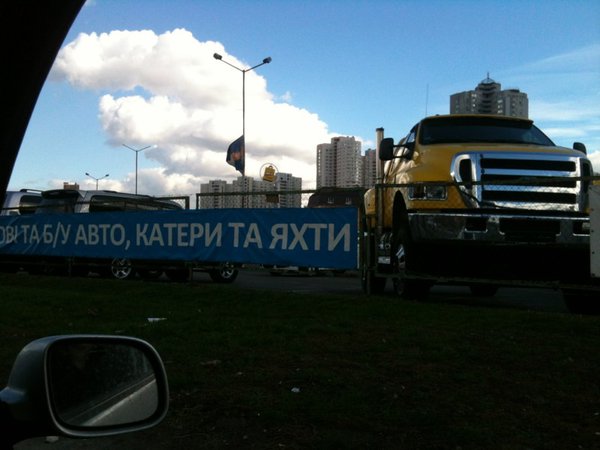 ОВІ ТА Б/У АВТО, КАТЕРИ ТА ЯХТИ